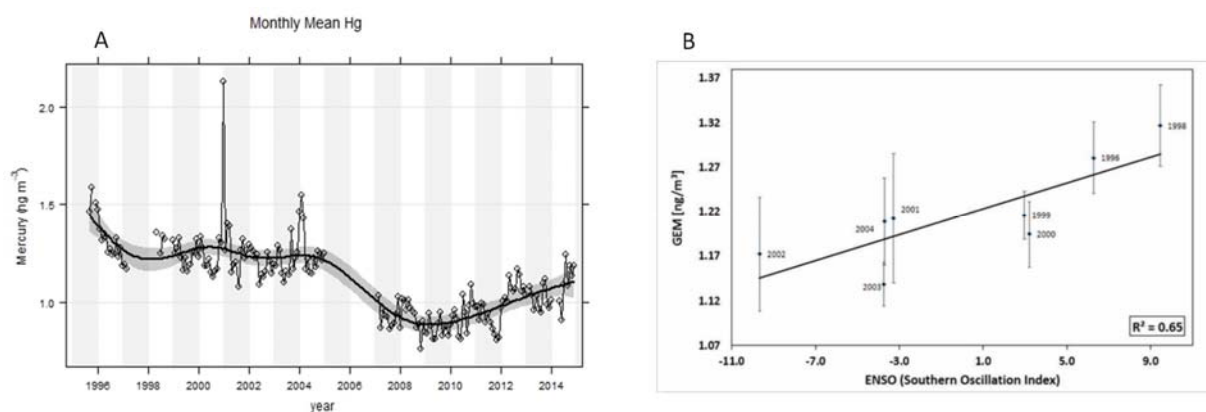 Monthly Mean Hg
A
Mercury (hg m⁻³)
2.0
1.5
1.0
1996 1998 2000 2002 2004 2006 2008 2010 2012 2014
year
B
GEM [ng/m³]
1.37
1.32
1.27
1.22
1.17
1.12
1.07
1998
1996
1999
2000
2001
2004
2003
2002
R² = 0.65
-11.0 -7.0 -3.0 1.0 5.0 9.0
ENSO (Southern Oscillation Index)